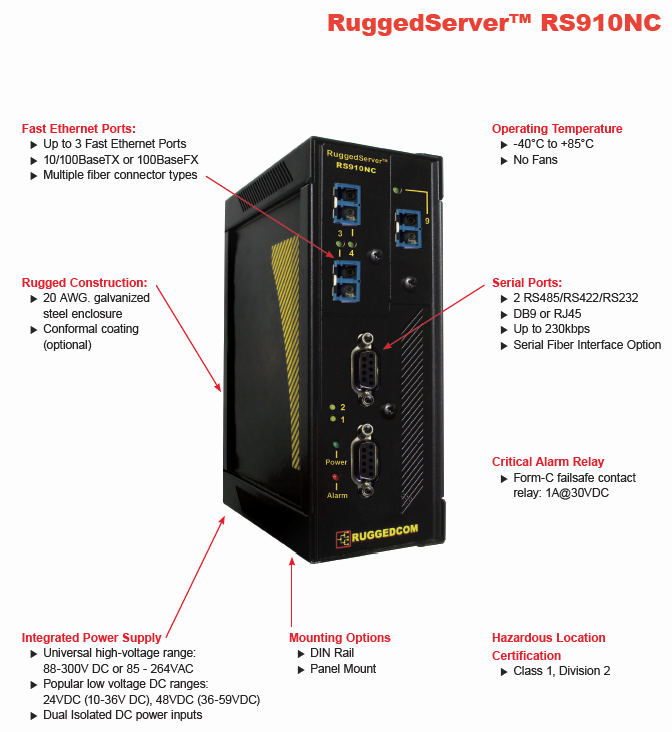 RuggedServer™ RS910NC
Fast Ethernet Ports:
Up to 3 Fast Ethernet Ports
10/100BaseTX or 100BaseFX
Multiple fiber connector types
Operating Temperature
-40°C to +85°C
No Fans
RuggedServer™
RS910NC
9
3
4
Rugged Construction:
20 AWG. galvanized
steel enclosure
Conformal coating
(optional)
Serial Ports:
2 RS485/RS422/RS232
DB9 or RJ45
Up to 230kbps
Serial Fiber Interface Option
2
1
Power
Alarm
RUGGEDCOM
Critical Alarm Relay
Form-C failsafe contact
relay: 1A@30VDC
Integrated Power Supply
Universal high-voltage range:
88-300V DC or 85 - 264VAC
Popular low voltage DC ranges:
24VDC (10-36V DC), 48VDC (36-59VDC)
Dual Isolated DC power inputs
Mounting Options
DIN Rail
Panel Mount
Hazardous Location
Certification
Class 1, Division 2